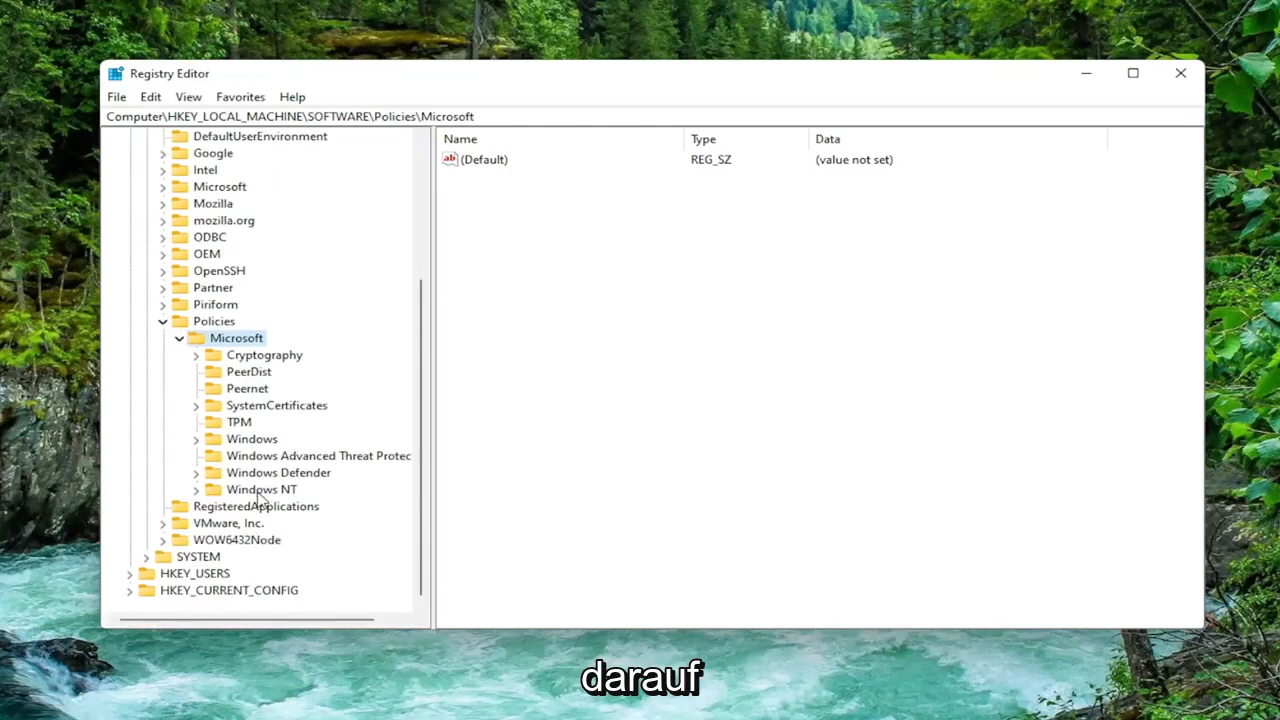 Registry Editor
File Edit View Favorites Help
Computer\HKEY_LOCAL_MACHINE\SOFTWARE\Policies\Microsoft
Name Type Data
ab (Default) REG_SZ (value not set)
DefaultUserEnvironment
Google
Intel
Microsoft
Mozilla
mozilla.org
ODBC
OEM
OpenSSH
Partner
Piriform
Policies
Microsoft
Cryptography
PeerDist
Peernet
SystemCertificates
TPM
Windows
Windows Advanced Threat Protec
Windows Defender
Windows NT
RegisteredApplications
VMware, Inc.
WOW6432Node
SYSTEM
HKEY_USERS
HKEY_CURRENT_CONFIG
darauf